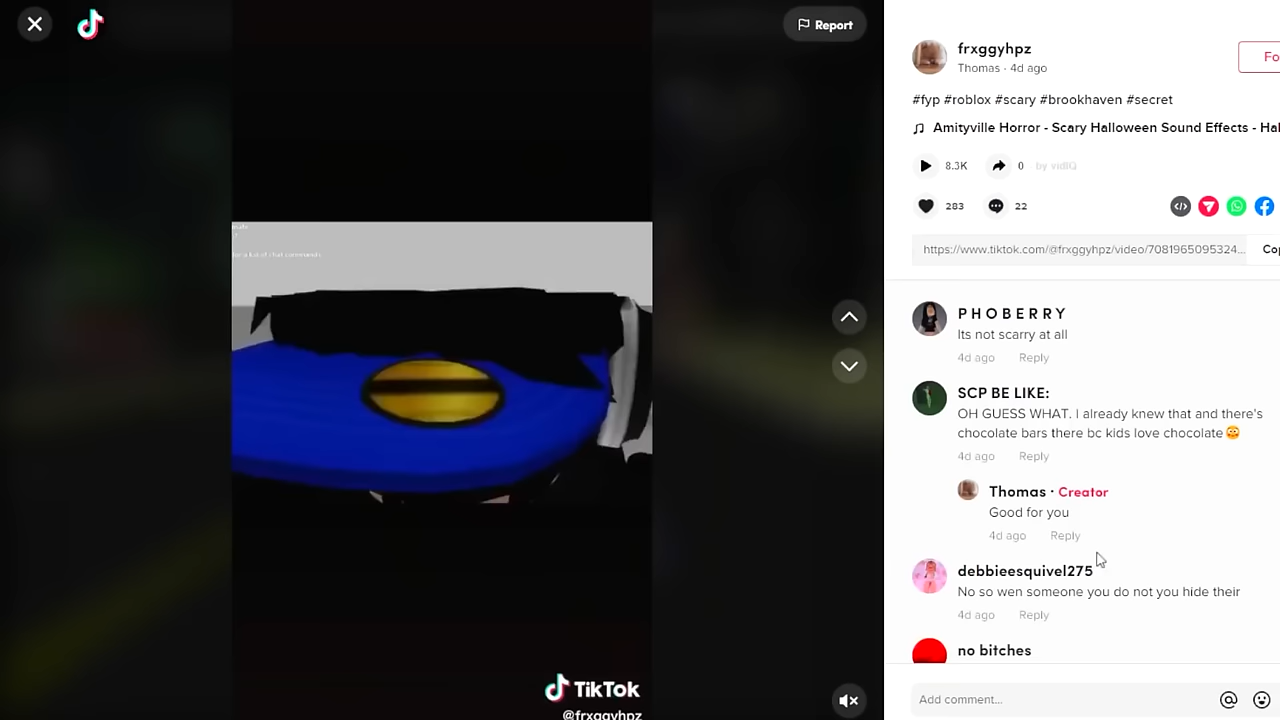 Report
frxggyhpz
Thomas · 4d ago
Fo
#fyp #roblox #scary #brookhaven #secret
Amityville Horror - Scary Halloween Sound Effects - Hal
8.3K
0
by vidIQ
283
22
https://www.tiktok.com/@frxggyhpz/video/7081965095324...
Cop
P H O B E R R Y
Its not scarry at all
4d ago Reply
SCP BE LIKE:
OH GUESS WHAT. I already knew that and there's
chocolate bars there bc kids love chocolate😳
4d ago Reply
Thomas · Creator
Good for you
4d ago Reply
debbieesquivel275
No so wen someone you do not you hide their
4d ago Reply
no bitches
Add comment...
TikTok
@frxggyhpz